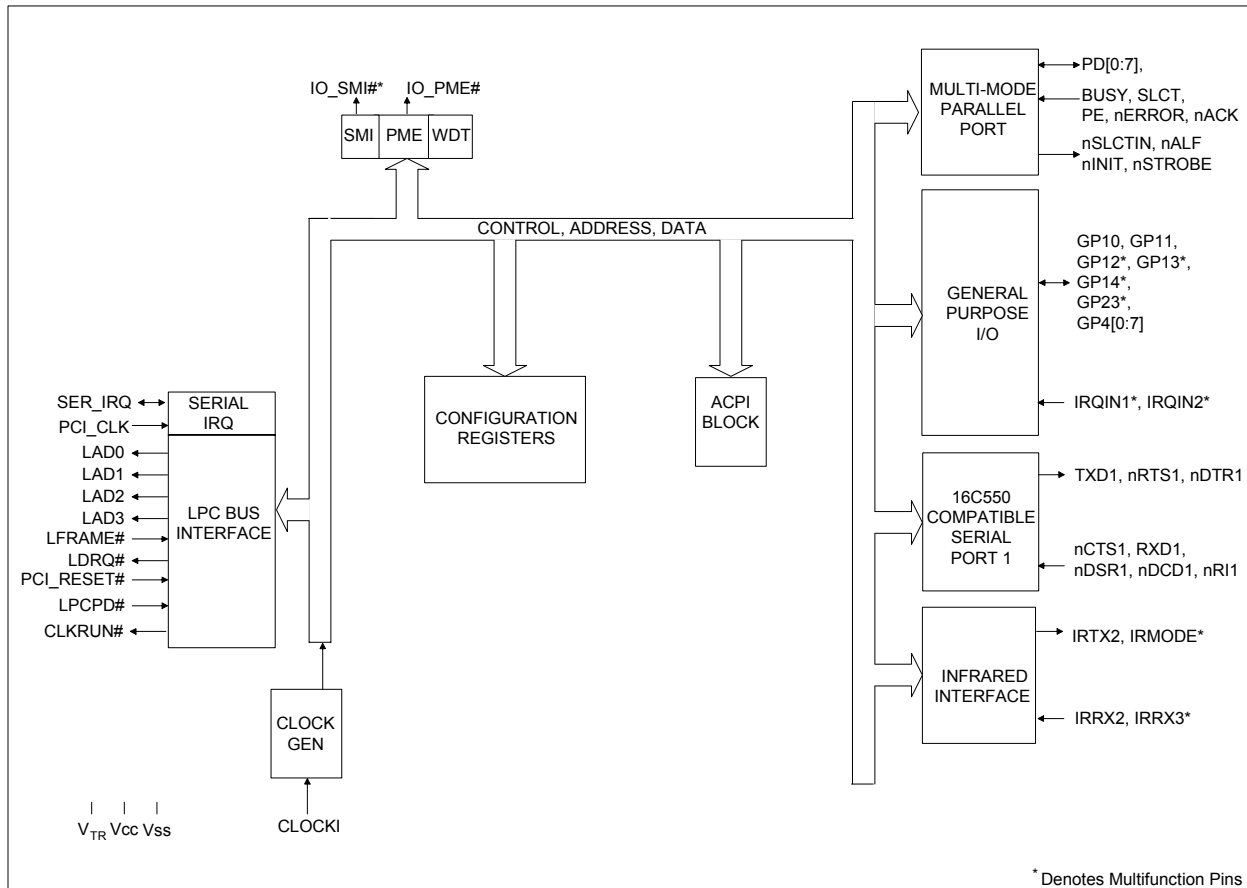 IO_SMI#*
IO_PME#
SMI
PME
WDT
CONTROL, ADDRESS, DATA
MULTI-MODE
PARALLEL
PORT
PD[0:7],
BUSY, SLCT,
PE, nERROR, nACK
nSLCTIN, nALF
nINIT, nSTROBE
GENERAL
PURPOSE
I/O
GP10, GP11,
GP12*, GP13*,
GP14*,
GP23*,
GP4[0:7]
IRQIN1*, IRQIN2*
SER_IRQ
PCI_CLK
LAD0
LAD1
LAD2
LAD3
LFRAME#
LDRQ#
PCI_RESET#
LPCPD#
CLKRUN#
SERIAL
IRQ
LPC BUS
INTERFACE
CONFIGURATION
REGISTERS
ACPI
BLOCK
16C550
COMPATIBLE
SERIAL
PORT 1
TXD1, nRTS1, nDTR1
nCTS1, RXD1,
nDSR1, nDCD1, nRI1
INFRARED
INTERFACE
IRTX2, IRMODE*
IRRX2, IRRX3*
CLOCK
GEN
CLOCKI
VTR Vcc Vss
* Denotes Multifunction Pins